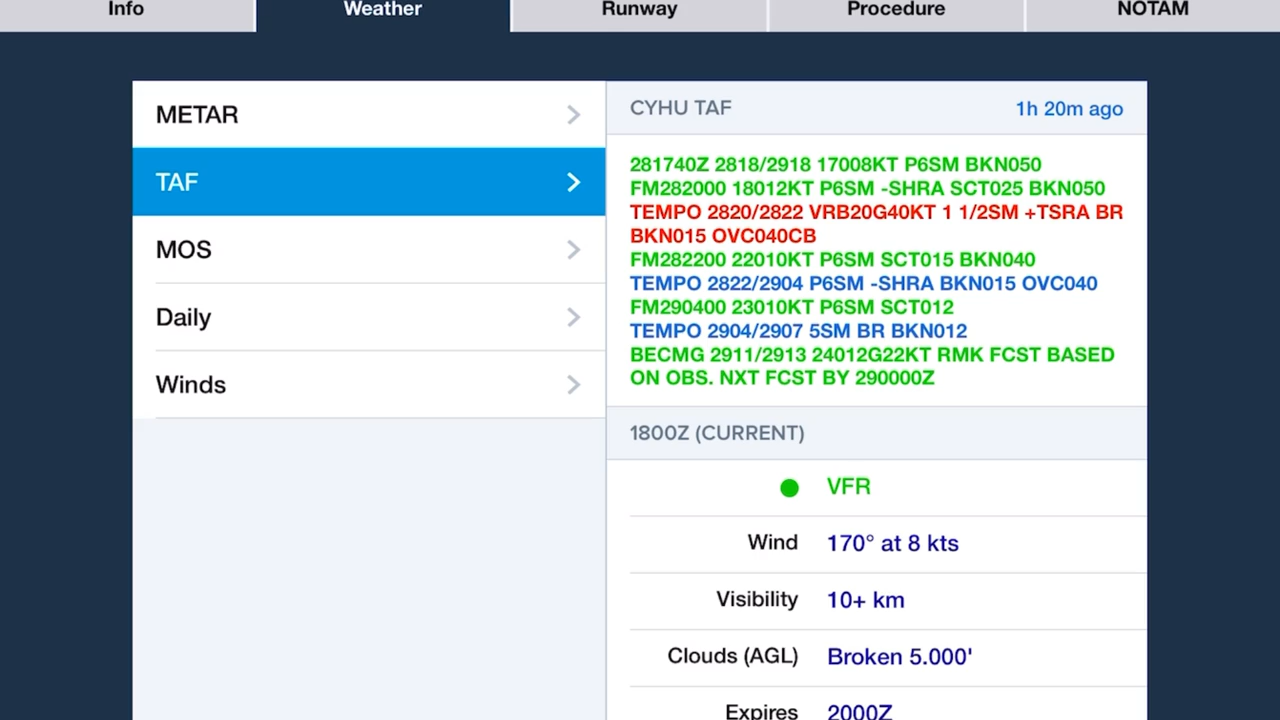 Info
Weather
Runway
Procedure
NOTAM
METAR
TAF
MOS
Daily
Winds
CYHU TAF
1h 20m ago
281740Z 2818/2918 17008KT P6SM BKN050
FM282000 18012KT P6SM -SHRA SCT025 BKN050
TEMPO 2820/2822 VRB20G40KT 1 1/2SM +TSRA BR
BKN015 OVC040CB
FM282200 22010KT P6SM SCT015 BKN040
TEMPO 2822/2904 P6SM -SHRA BKN015 OVC040
FM290400 23010KT P6SM SCT012
TEMPO 2904/2907 5SM BR BKN012
BECMG 2911/2913 24012G22KT RMK FCST BASED
ON OBS. NXT FCST BY 290000Z
1800Z (CURRENT)
VFR
Wind 170° at 8 kts
Visibility 10+ km
Clouds (AGL) Broken 5.000'
Expires 2000Z